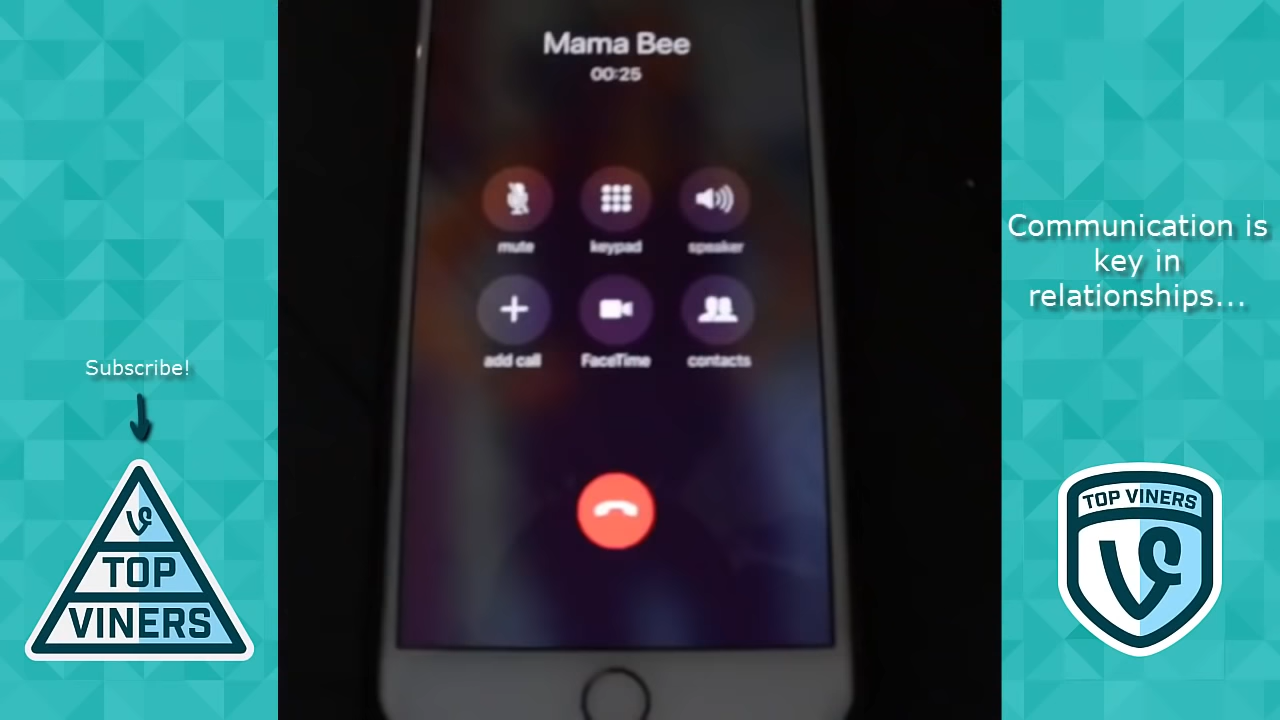 Mama Bee
00:25
mute
keypad
speaker
add call
FaceTime
contacts
Communication is
key in
relationships...
Subscribe!
TOP
VINERS
TOP VINERS